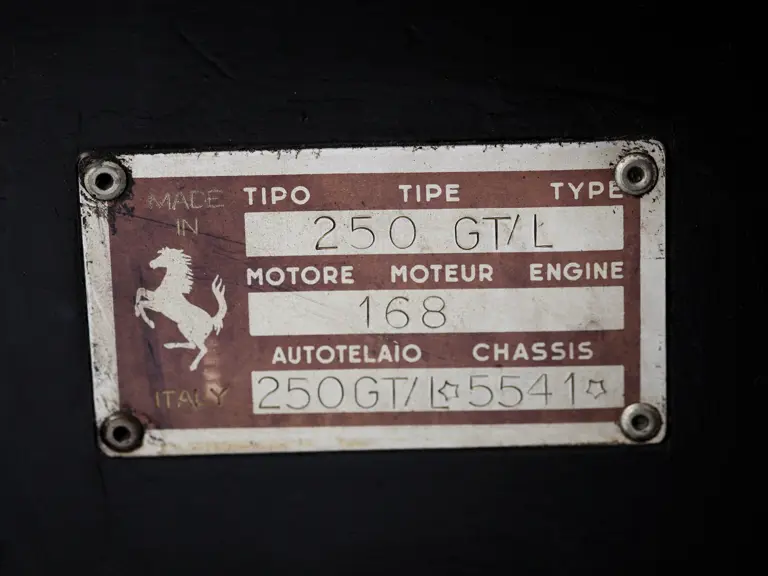 MADE IN
TIPO TIPE TYPE
250 GT/L
MOTORE MOTEUR ENGINE
168
AUTOTELAIO CHASSIS
ITALY
250GT/L☆5541☆